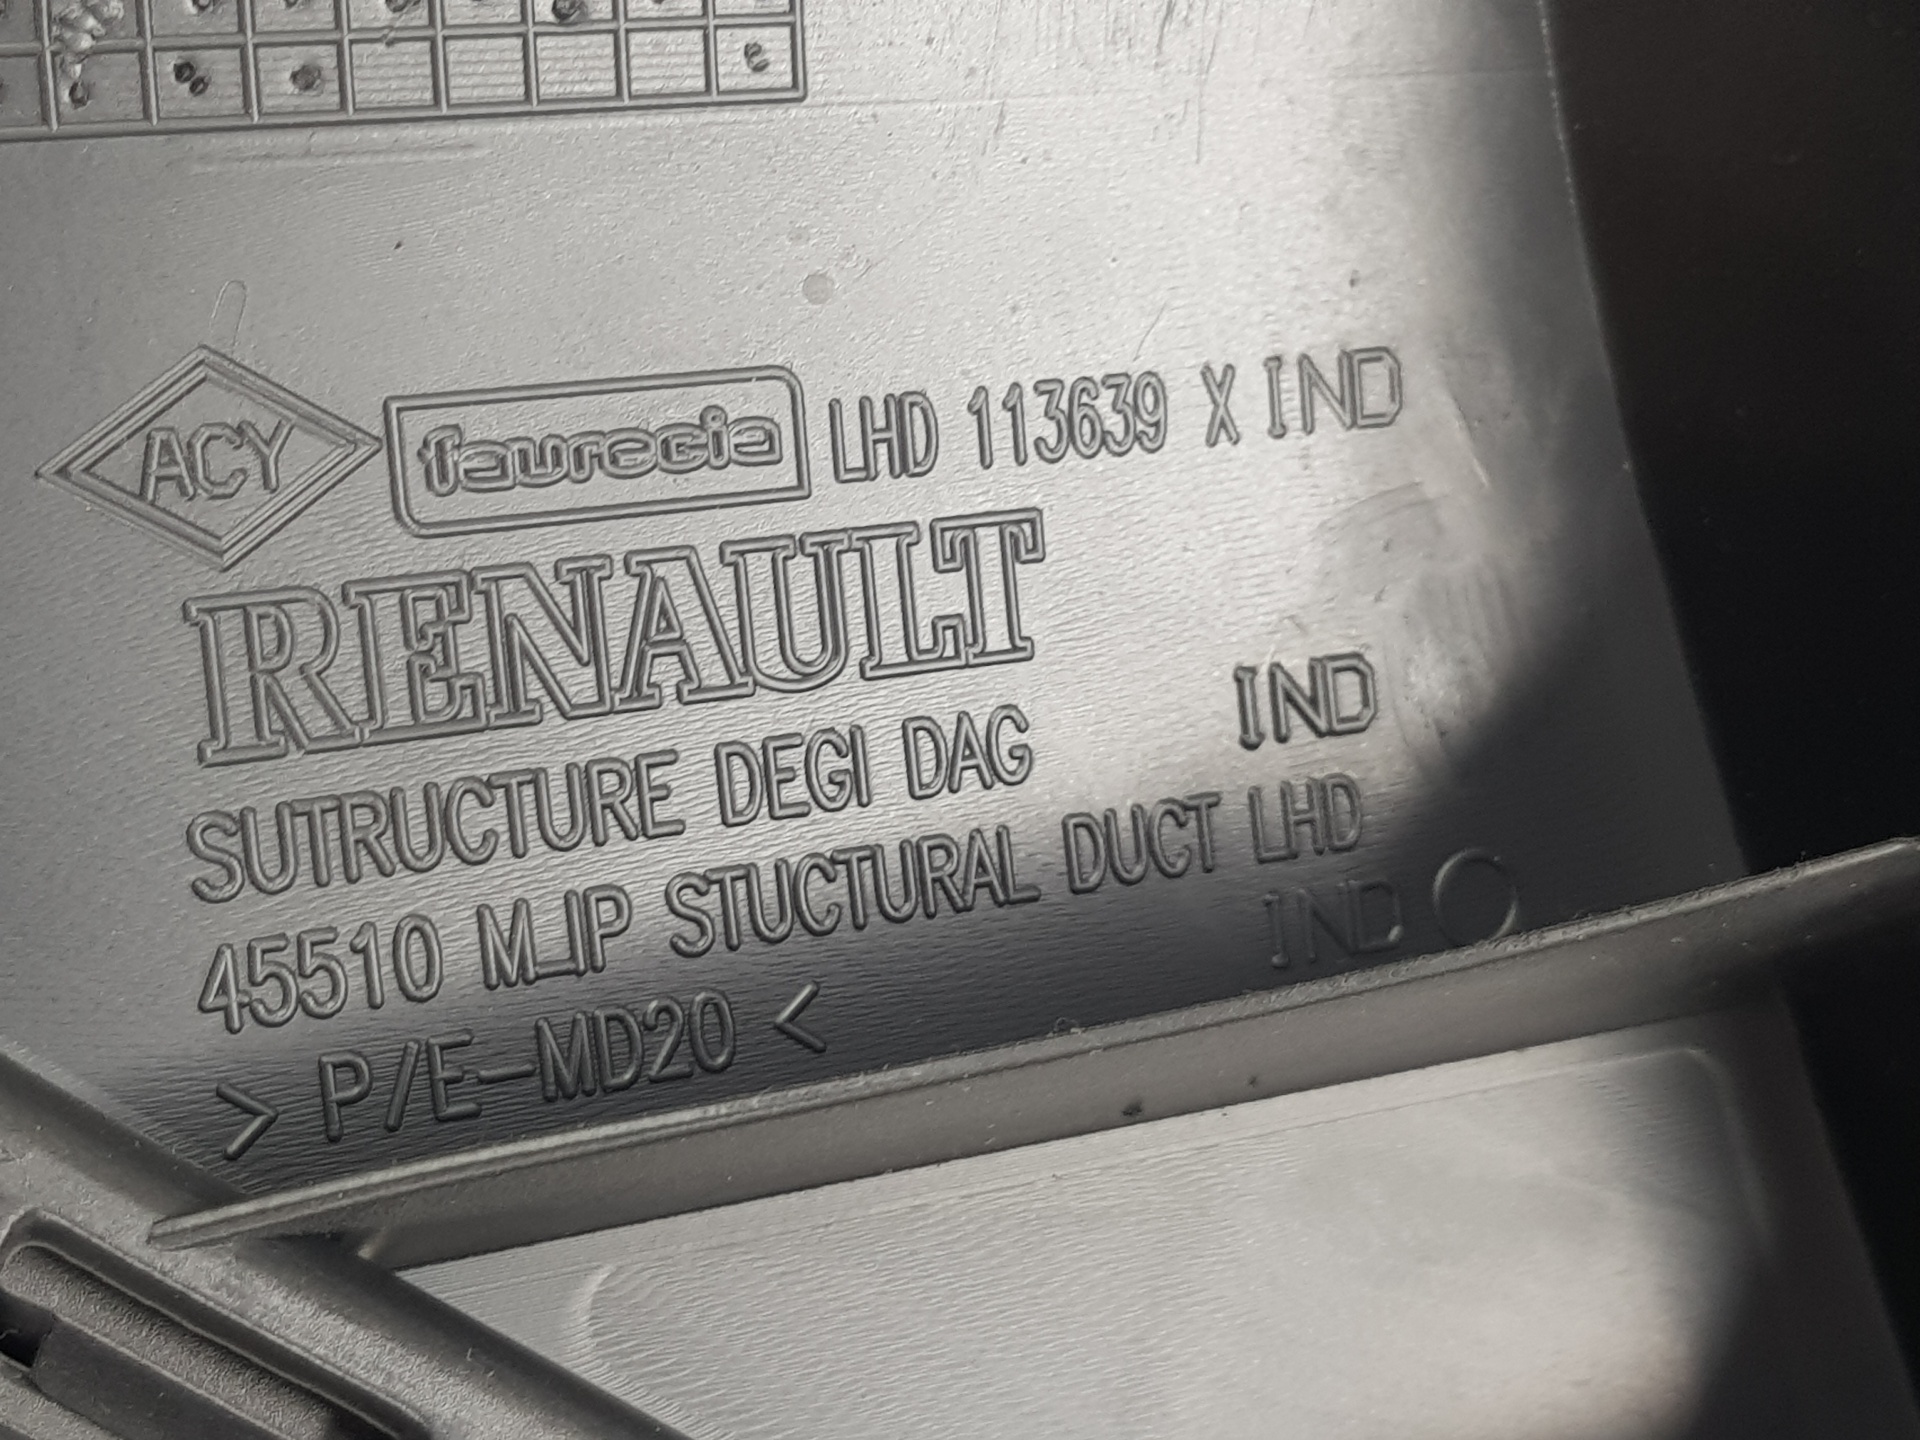 ACY faurecia LHD 113639 X IND
RENAULT
SUTRUCTURE DEGI DAG IND
45510 M_IP STUCTURAL DUCT LHD
IND
> P/E-MD20 <